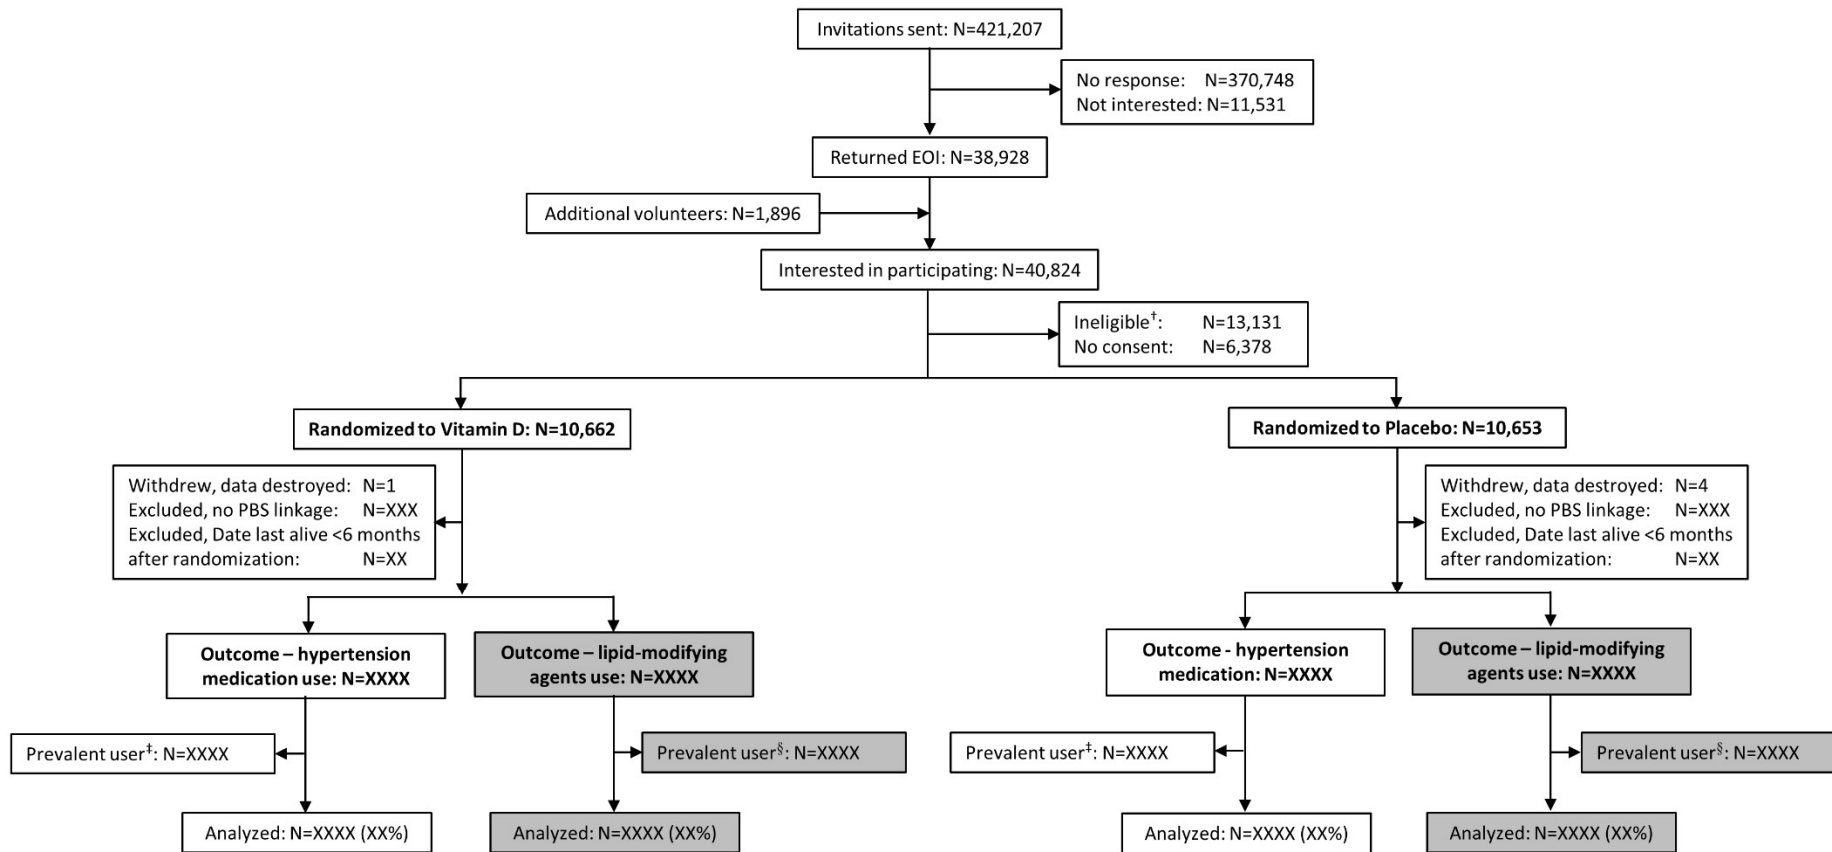 Invitations sent: N=421,207
No response: N=370,748
Not interested: N=11,531
Returned EOI: N=38,928
Additional volunteers: N=1,896
Interested in participating: N=40,824
Ineligible†: N=13,131
No consent: N=6,378
Randomized to Vitamin D: N=10,662
Randomized to Placebo: N=10,653
Withdrew, data destroyed: N=1
Excluded, no PBS linkage: N=XXX
Excluded, Date last alive <6 months
after randomization: N=XX
Withdrew, data destroyed: N=4
Excluded, no PBS linkage: N=XXX
Excluded, Date last alive <6 months
after randomization: N=XX
Outcome – hypertension
medication use: N=XXXX
Outcome – lipid-modifying
agents use: N=XXXX
Outcome - hypertension
medication: N=XXXX
Outcome – lipid-modifying
agents use: N=XXXX
Prevalent user‡: N=XXXX
Prevalent user§: N=XXXX
Prevalent user‡: N=XXXX
Prevalent user§: N=XXXX
Analyzed: N=XXXX (XX%)
Analyzed: N=XXXX (XX%)
Analyzed: N=XXXX (XX%)
Analyzed: N=XXXX (XX%)